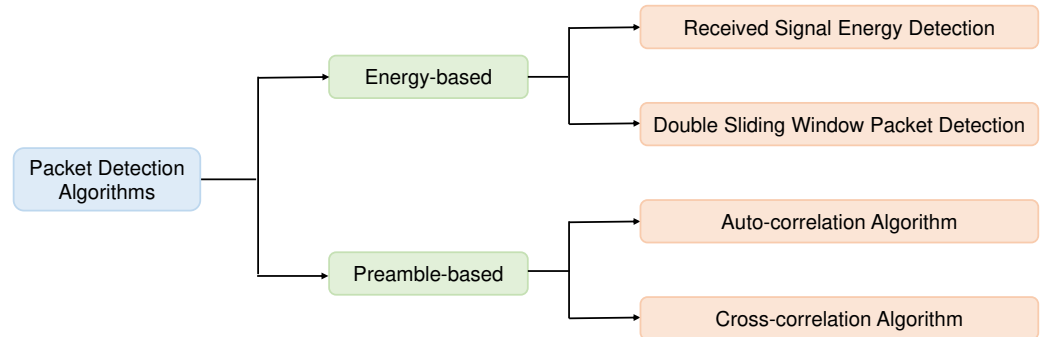 Packet Detection
Algorithms
Energy-based
Preamble-based
Received Signal Energy Detection
Double Sliding Window Packet Detection
Auto-correlation Algorithm
Cross-correlation Algorithm